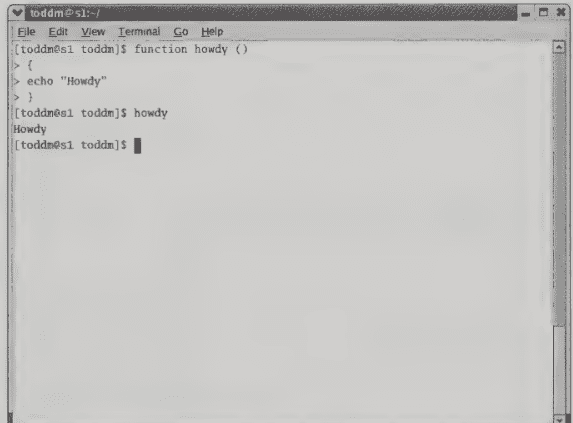 toddm@s1:~/
File Edit View Terminal Go Help
[toddm@s1 toddm]$ function howdy ()
> {
> echo "Howdy"
> }
[toddm@s1 toddm]$ howdy
Howdy
[toddm@s1 toddm]$